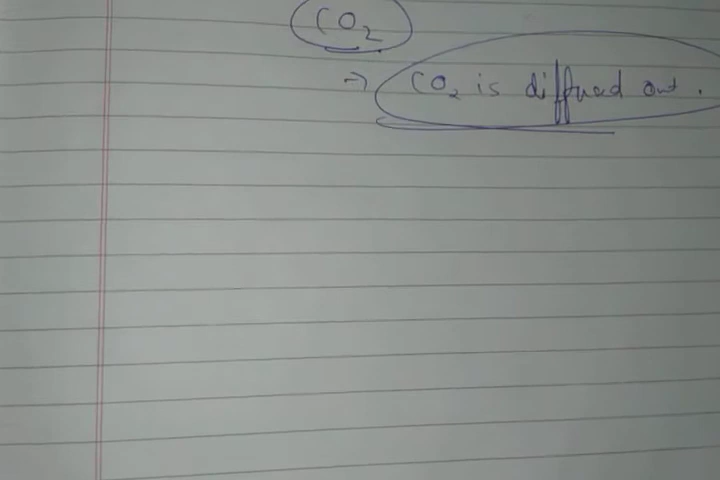 CO₂
→ CO₂ is diffused out.